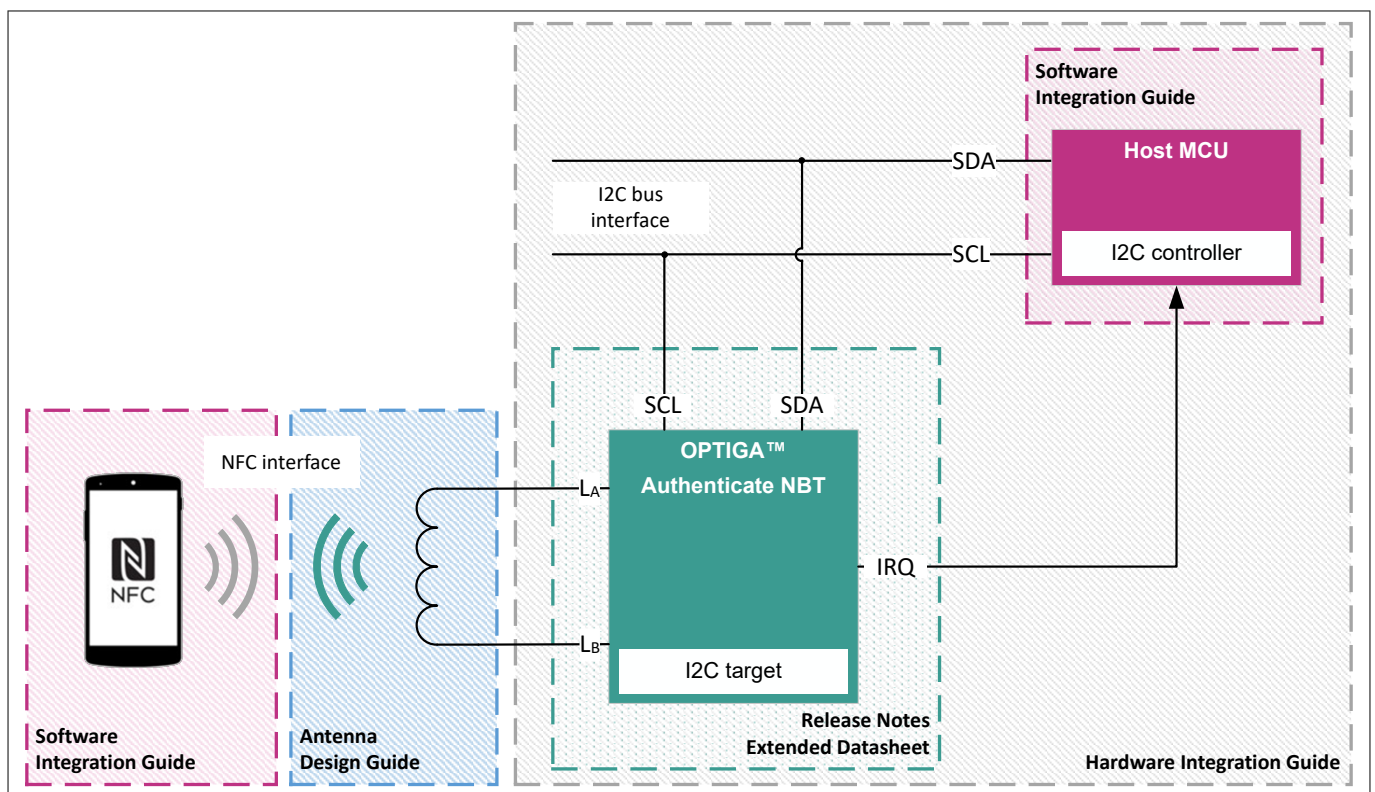 Software
Integration Guide
Host MCU
SDA
I2C bus
interface
SCL
I2C controller
SCL
SDA
OPTIGA™
Authenticate NBT
NFC interface
LA
IRQ
NFC
LB
I2C target
Release Notes
Extended Datasheet
Software
Integration Guide
Antenna
Design Guide
Hardware Integration Guide